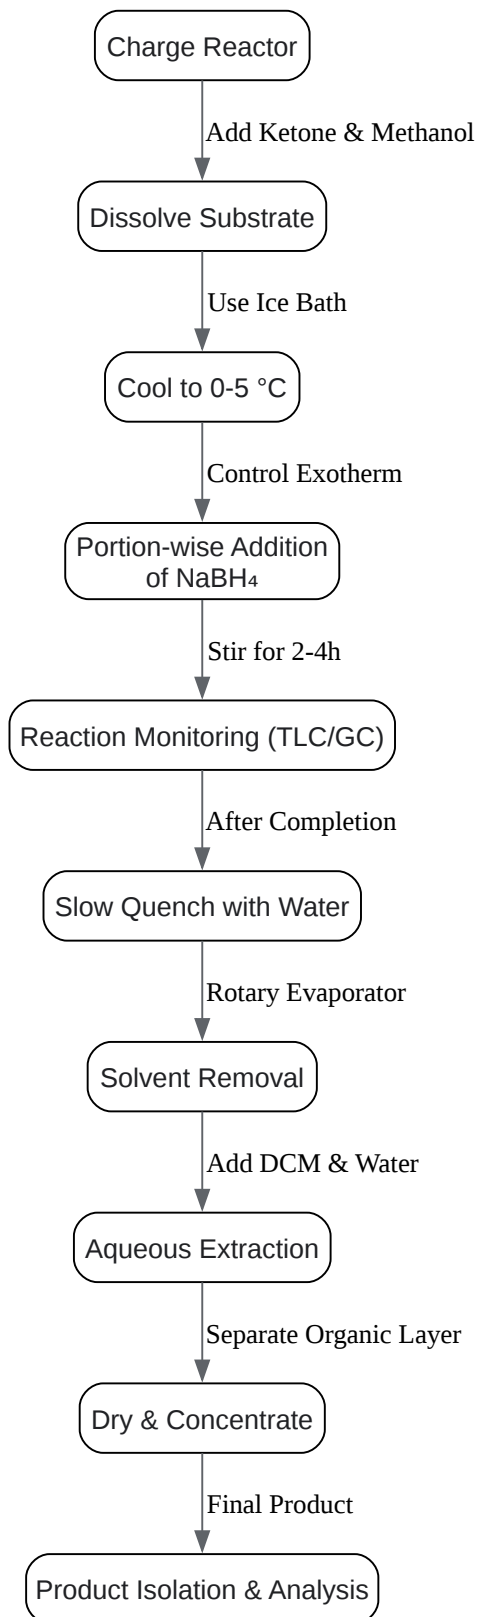 Charge Reactor
Add Ketone & Methanol
Dissolve Substrate
Use Ice Bath
Cool to 0-5 °C
Control Exotherm
Portion-wise Addition
of NaBH₄
Stir for 2-4h
Reaction Monitoring (TLC/GC)
After Completion
Slow Quench with Water
Rotary Evaporator
Solvent Removal
Add DCM & Water
Aqueous Extraction
Separate Organic Layer
Dry & Concentrate
Final Product
Product Isolation & Analysis